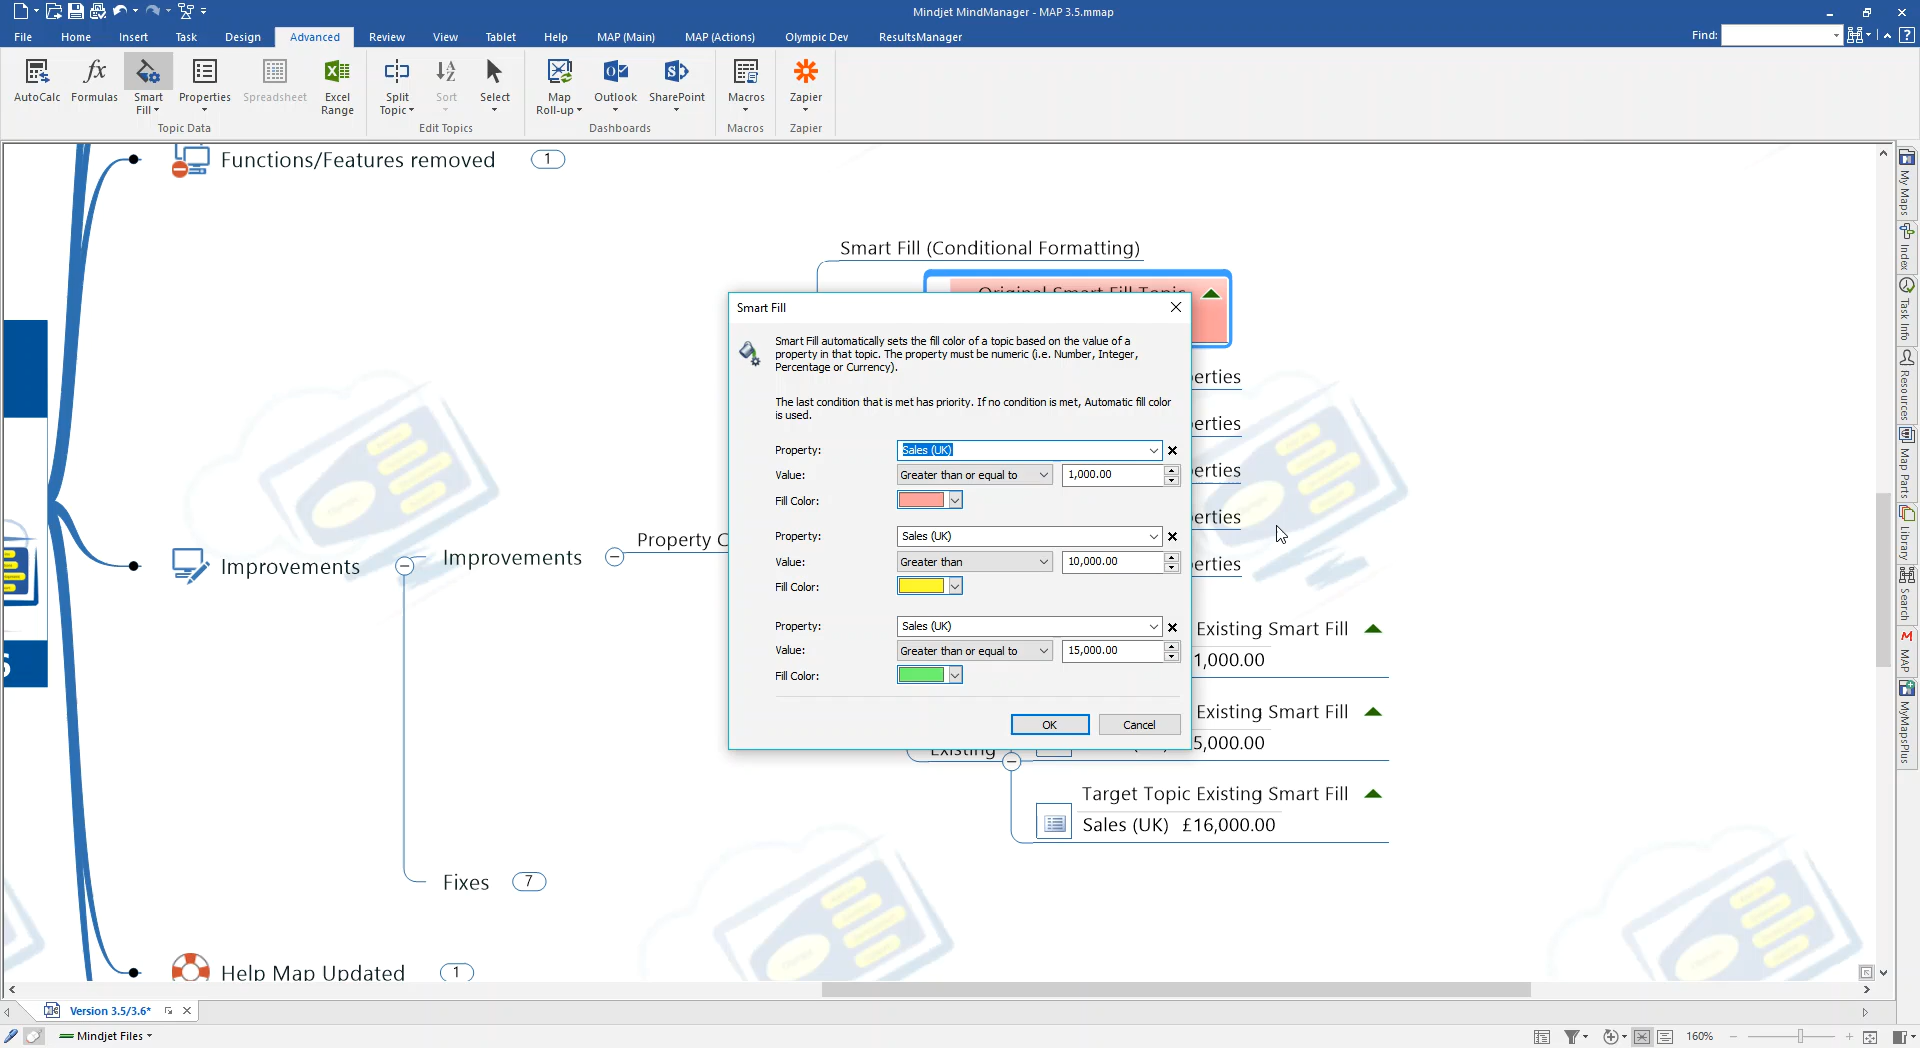 Mindjet MindManager - MAP 3.5.mmap
File Home Insert Task Design Advanced Review View Tablet Help MAP (Main) MAP (Actions) Olympic Dev ResultsManager Find:
AutoCalc Formulas Smart Fill Properties Spreadsheet Excel Range Split Topic Sort Select Map Roll-up Outlook SharePoint Macros Zapier
Topic Data Edit Topics Dashboards Macros Zapier
Functions/Features removed 1
Smart Fill (Conditional Formatting)
Original Smart Fill Topic
Smart Fill
Smart Fill automatically sets the fill color of a topic based on the value of a
property in that topic. The property must be numeric (i.e. Number, Integer,
Percentage or Currency).
The last condition that is met has priority. If no condition is met, Automatic fill color
is used.
Property: Sales (UK)
Value: Greater than or equal to 1,000.00
Fill Color:
Property: Sales (UK)
Value: Greater than 10,000.00
Fill Color:
Property: Sales (UK)
Value: Greater than or equal to 15,000.00
Fill Color:
OK Cancel
erties
erties
erties
erties
erties
Existing Smart Fill
1,000.00
Existing Smart Fill
5,000.00
Existing
Target Topic Existing Smart Fill
Sales (UK) £16,000.00
Improvements
Improvements
Property C
Fixes 7
Help Map Updated 1
My Maps
Index
Task Info
Resources
Map Parts
Library
Search
MAP
MyMapsPlus
Version 3.5/3.6*
Mindjet Files
160%